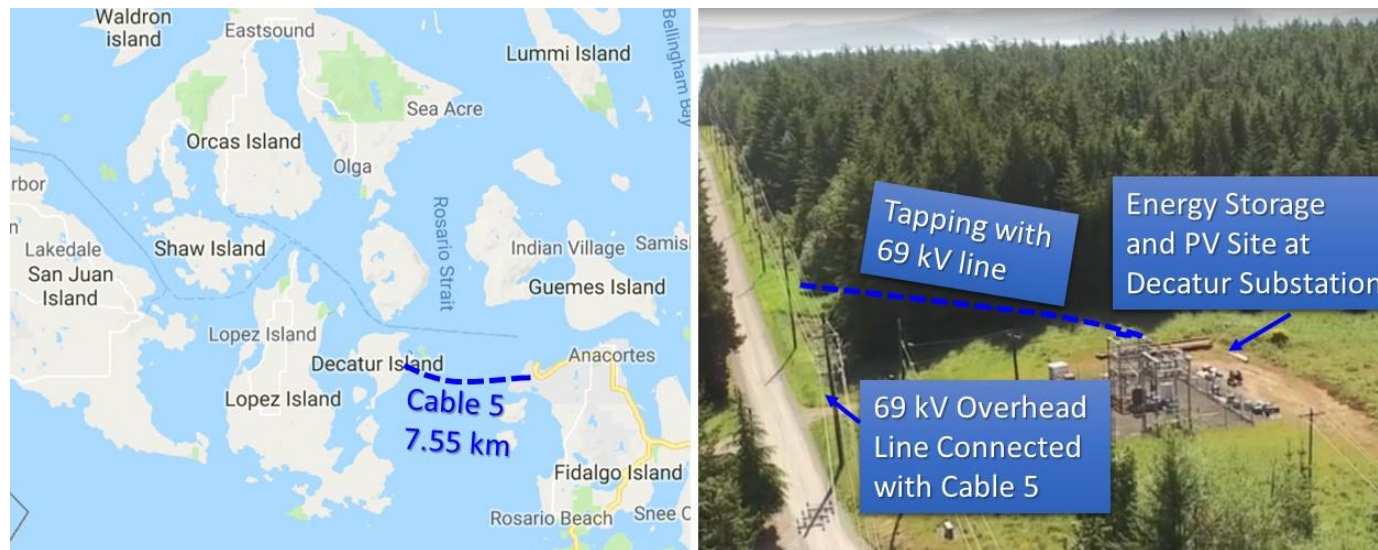 Waldron
island
Eastsound
Lummi Island
Bellingham Bay
Sea Acre
Orcas Island
Olga
rbor
Rosario Strait
Indian Village
Samish
Shaw Island
Lakedale
San Juan
Island
Guemes Island
Lopez Island
Decatur Island
Anacortes
Lopez Island
Cable 5
7.55 km
Fidalgo Island
Rosario Beach
Snee C
Tapping with
69 kV line
Energy Storage
and PV Site at
Decatur Substation
69 kV Overhead
Line Connected
with Cable 5